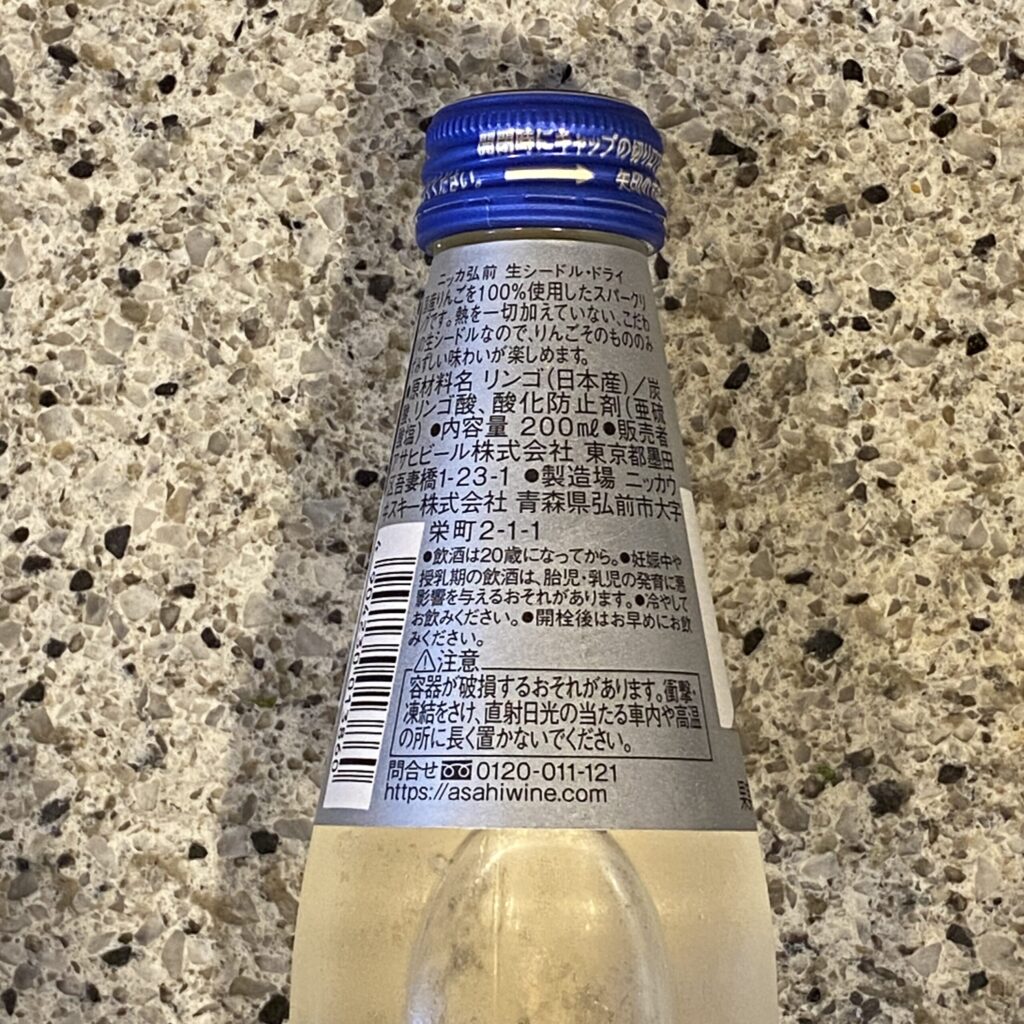 開閉時にキャップの切り
ください。
矢印の
ニッカ弘前 生シードル・ドライ
国産りんごを100%使用したスパークリ
グです。熱を一切加えていない、こだわ
の生シードルなので、りんごそのもののみ
ずしい味わいが楽しめます。
●原材料名 リンゴ(日本産)/炭
酸、リンゴ酸、酸化防止剤(亜硫
酸塩) ●内容量 200㎖●販売者
アサヒビール株式会社 東京都墨田
区吾妻橋1-23-1 ●製造場 ニッカウ
ヰスキー株式会社 青森県弘前市大字
栄町2-1-1
●飲酒は20歳になってから。●妊娠中や
授乳期の飲酒は、胎児・乳児の発育に悪
影響を与えるおそれがあります。●冷やして
お飲みください。●開栓後はお早めにお飲
みください。
⚠注意
容器が破損するおそれがあります。衝撃・
凍結をさけ、直射日光の当たる車内や高温
の所に長く置かないでください。
問合せ 0120-011-121
https://asahiwine.com